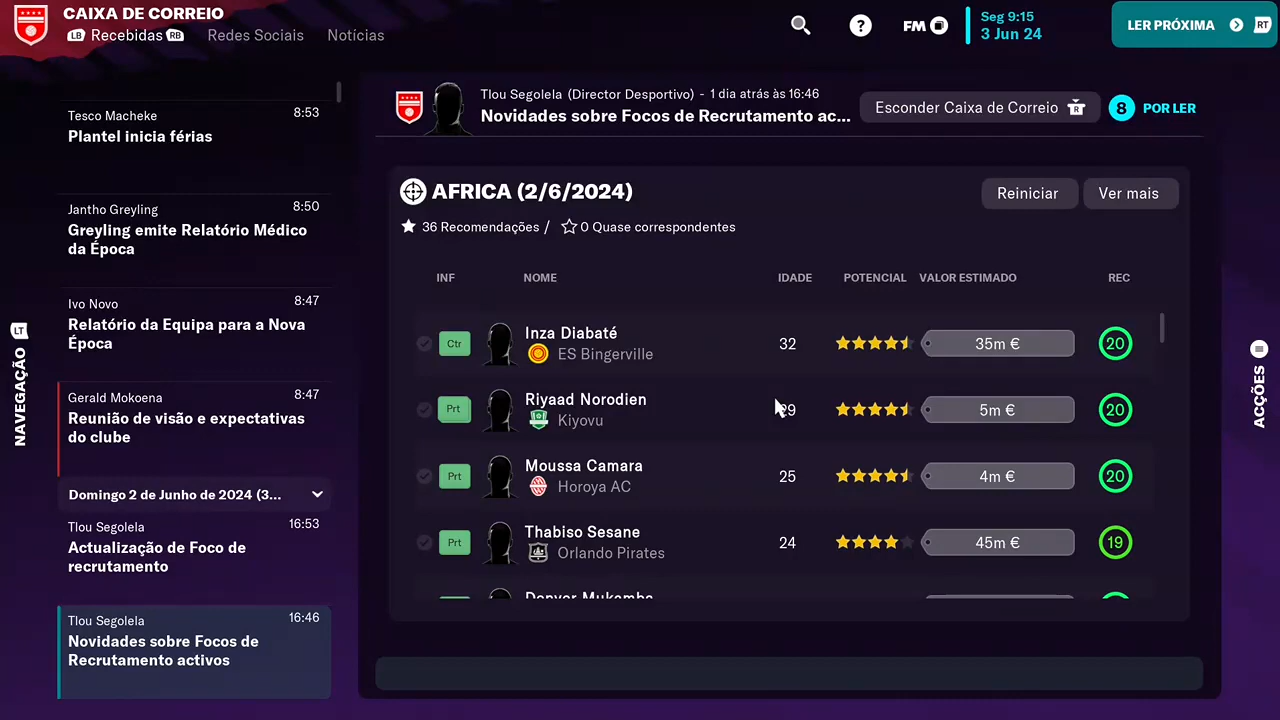 CAIXA DE CORREIO
LB Recebidas RB Redes Sociais Notícias
? FM
Seg 9:15
3 Jun 24
LER PRÓXIMA RT
Tesco Macheke 8:53
Plantel inicia férias
Jantho Greyling 8:50
Greyling emite Relatório Médico
da Época
Ivo Novo 8:47
Relatório da Equipa para a Nova
Época
Gerald Mokoena 8:47
Reunião de visão e expectativas
do clube
Domingo 2 de Junho de 2024 (3...
Tlou Segolela 16:53
Actualização de Foco de
recrutamento
Tlou Segolela 16:46
Novidades sobre Focos de
Recrutamento activos
LT
NAVEGAÇÃO
Tlou Segolela (Director Desportivo) - 1 dia atrás às 16:46
Novidades sobre Focos de Recrutamento ac...
Esconder Caixa de Correio R
8 POR LER
AFRICA (2/6/2024)
Reiniciar Ver mais
36 Recomendações / 0 Quase correspondentes
INF NOME IDADE POTENCIAL VALOR ESTIMADO REC
Ctr Inza Diabaté 32 35m € 20
ES Bingerville
Prt Riyaad Norodien 29 5m € 20
Kiyovu
Prt Moussa Camara 25 4m € 20
Horoya AC
Prt Thabiso Sesane 24 45m € 19
Orlando Pirates
ACÇÕES